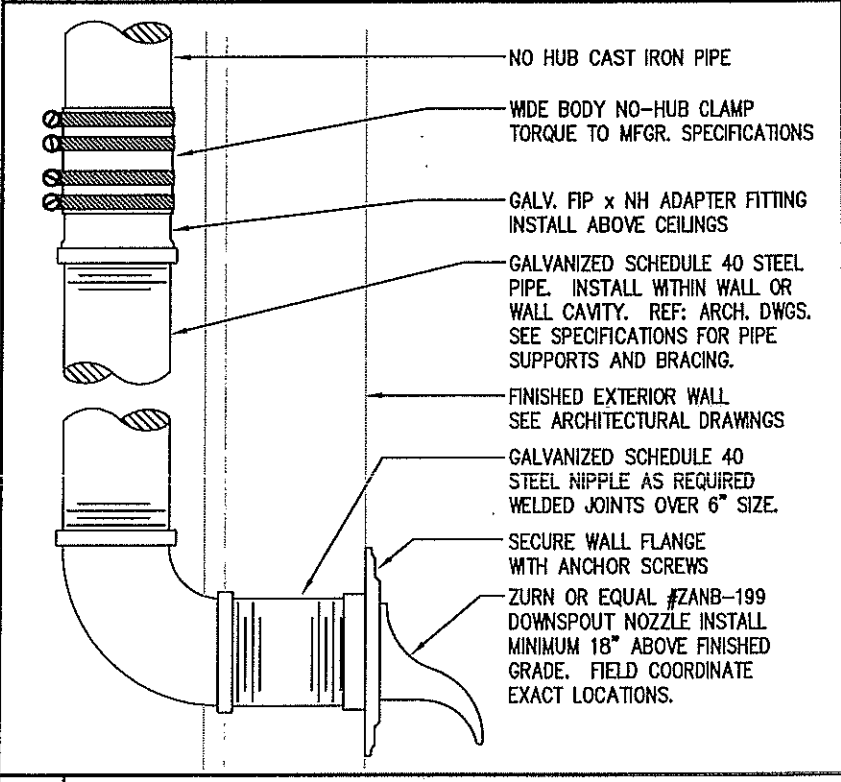 NO HUB CAST IRON PIPE
WIDE BODY NO-HUB CLAMP
TORQUE TO MFGR. SPECIFICATIONS
GALV. FIP x NH ADAPTER FITTING
INSTALL ABOVE CEILINGS
GALVANIZED SCHEDULE 40 STEEL
PIPE. INSTALL WITHIN WALL OR
WALL CAVITY. REF: ARCH. DWGS.
SEE SPECIFICATIONS FOR PIPE
SUPPORTS AND BRACING.
FINISHED EXTERIOR WALL
SEE ARCHITECTURAL DRAWINGS
GALVANIZED SCHEDULE 40
STEEL NIPPLE AS REQUIRED
WELDED JOINTS OVER 6" SIZE.
SECURE WALL FLANGE
WITH ANCHOR SCREWS
ZURN OR EQUAL #ZANB-199
DOWNSPOUT NOZZLE INSTALL
MINIMUM 18" ABOVE FINISHED
GRADE. FIELD COORDINATE
EXACT LOCATIONS.